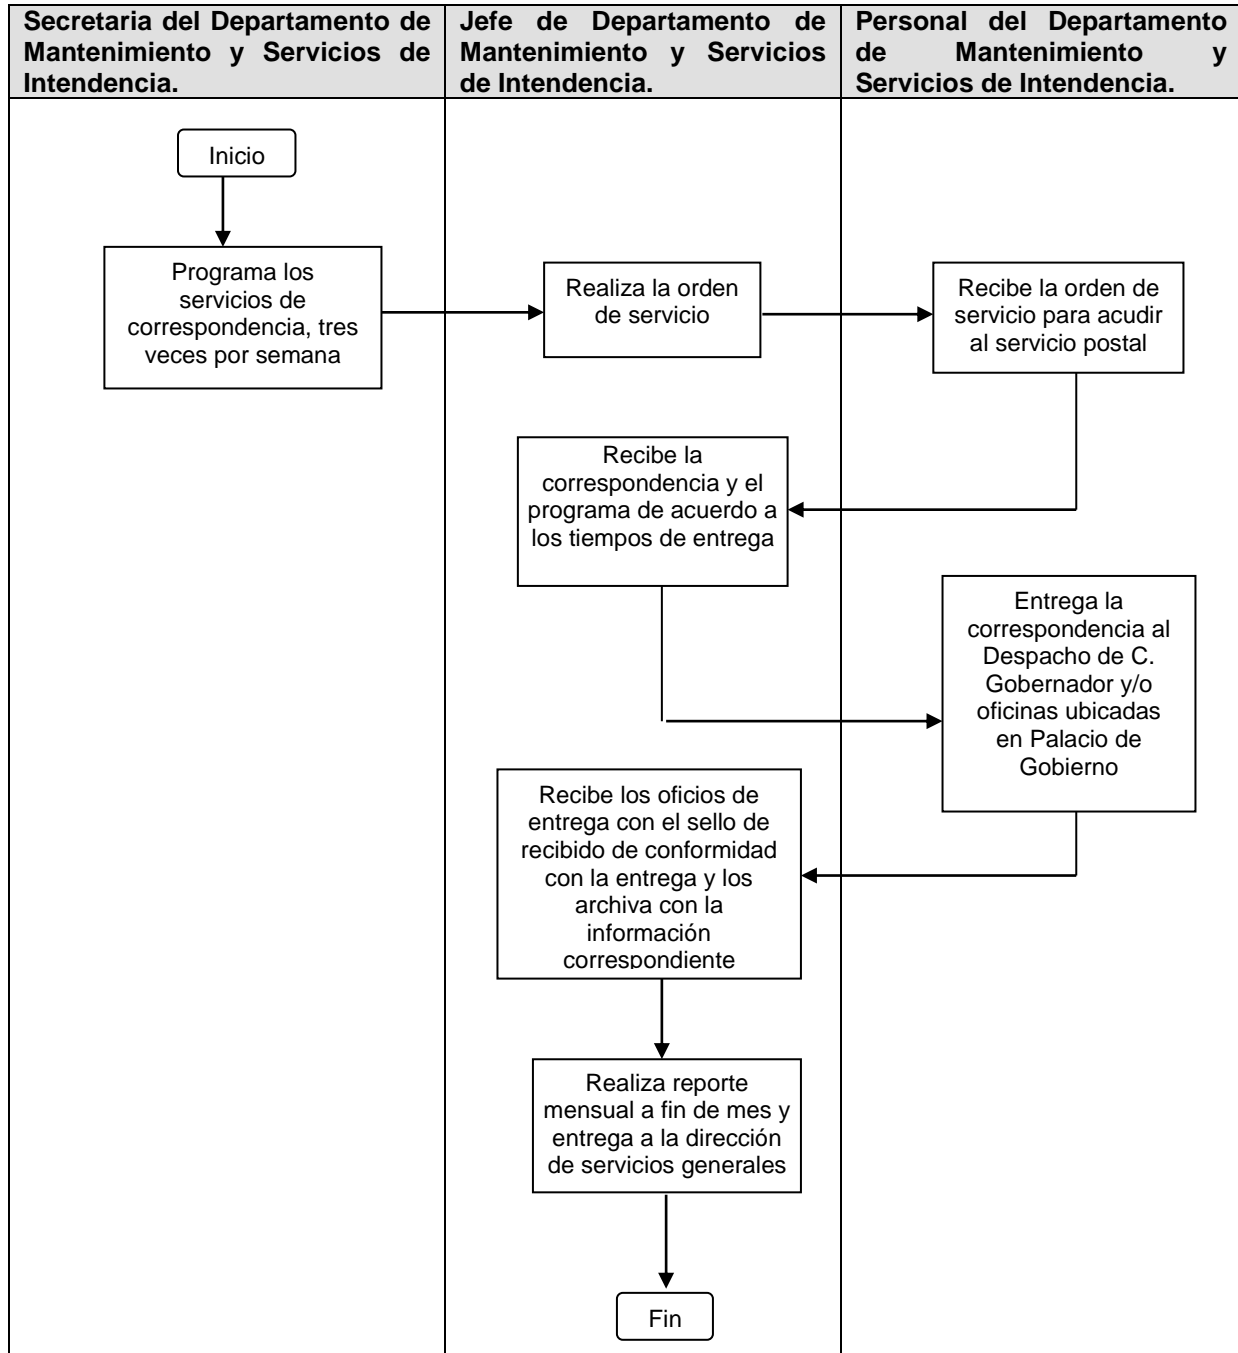 Secretaria del Departamento de
Mantenimiento y Servicios de
Intendencia.
Jefe de Departamento de
Mantenimiento y Servicios
de Intendencia.
Personal del Departamento
de Mantenimiento y
Servicios de Intendencia.
Inicio
Programa los
servicios de
correspondencia, tres
veces por semana
Realiza la orden
de servicio
Recibe la orden de
servicio para acudir
al servicio postal
Recibe la
correspondencia y el
programa de acuerdo a
los tiempos de entrega
Entrega la
correspondencia al
Despacho de C.
Gobernador y/o
oficinas ubicadas
en Palacio de
Gobierno
Recibe los oficios de
entrega con el sello de
recibido de conformidad
con la entrega y los
archiva con la
información
correspondiente
Realiza reporte
mensual a fin de mes y
entrega a la dirección
de servicios generales
Fin